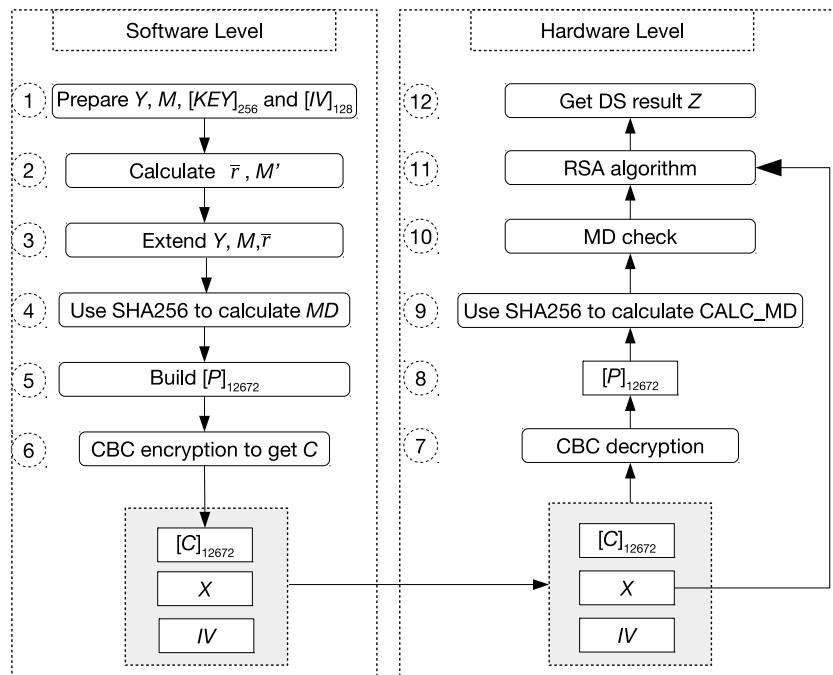 Software Level
1
Prepare Y, M, [KEY]256 and [IV]128
2
Calculate r̅ , M'
3
Extend Y, M,r̅
4
Use SHA256 to calculate MD
5
Build [P]12672
6
CBC encryption to get C
[C]12672
X
IV
Hardware Level
12
Get DS result Z
11
RSA algorithm
10
MD check
9
Use SHA256 to calculate CALC_MD
8
[P]12672
7
CBC decryption
[C]12672
X
IV